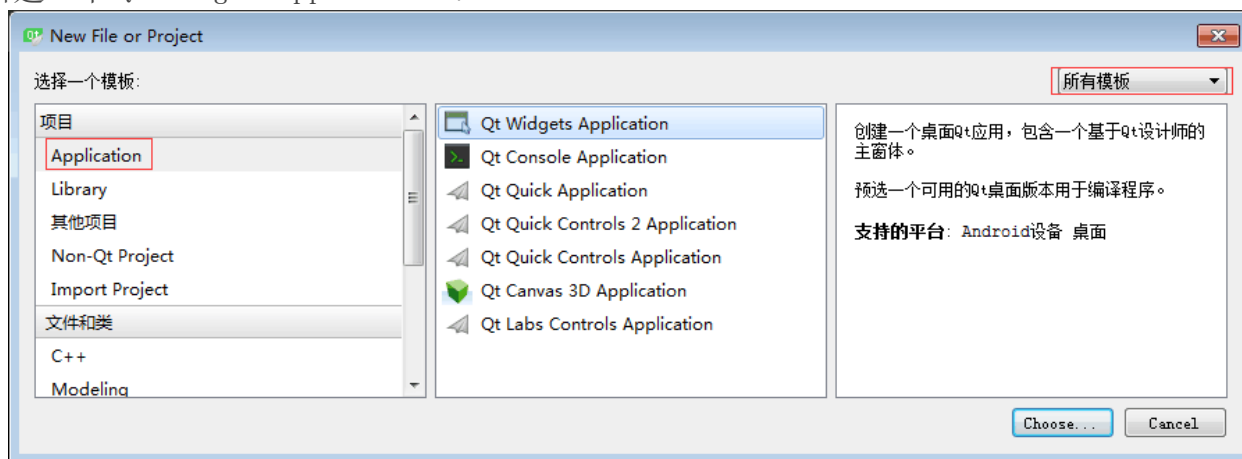 New File or Project
选择一个模板:
所有模板
项目
Application
Library
其他项目
Non-Qt Project
Import Project
文件和类
C++
Modeling
Qt Widgets Application
Qt Console Application
Qt Quick Application
Qt Quick Controls 2 Application
Qt Quick Controls Application
Qt Canvas 3D Application
Qt Labs Controls Application
创建一个桌面Qt应用，包含一个基于Qt设计师的
主窗体。
预选一个可用的Qt桌面版本用于编译程序。
支持的平台: Android设备 桌面
Choose...
Cancel